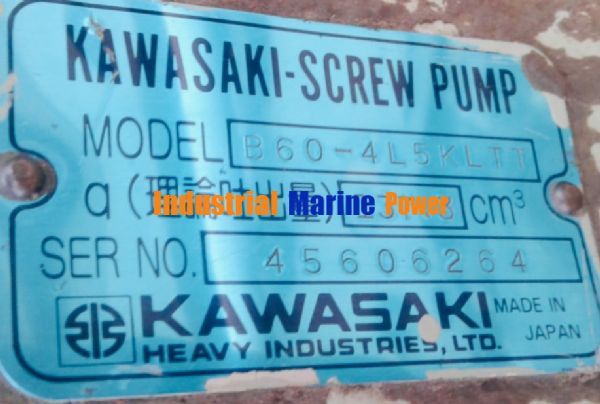 KAWASAKI-SCREW PUMP
MODEL B60-4L5KLTT
q (理論吐出量) cm³
Industrial Marine Power
SER NO. 45606264
KAWASAKI
HEAVY INDUSTRIES, LTD.
MADE IN
JAPAN